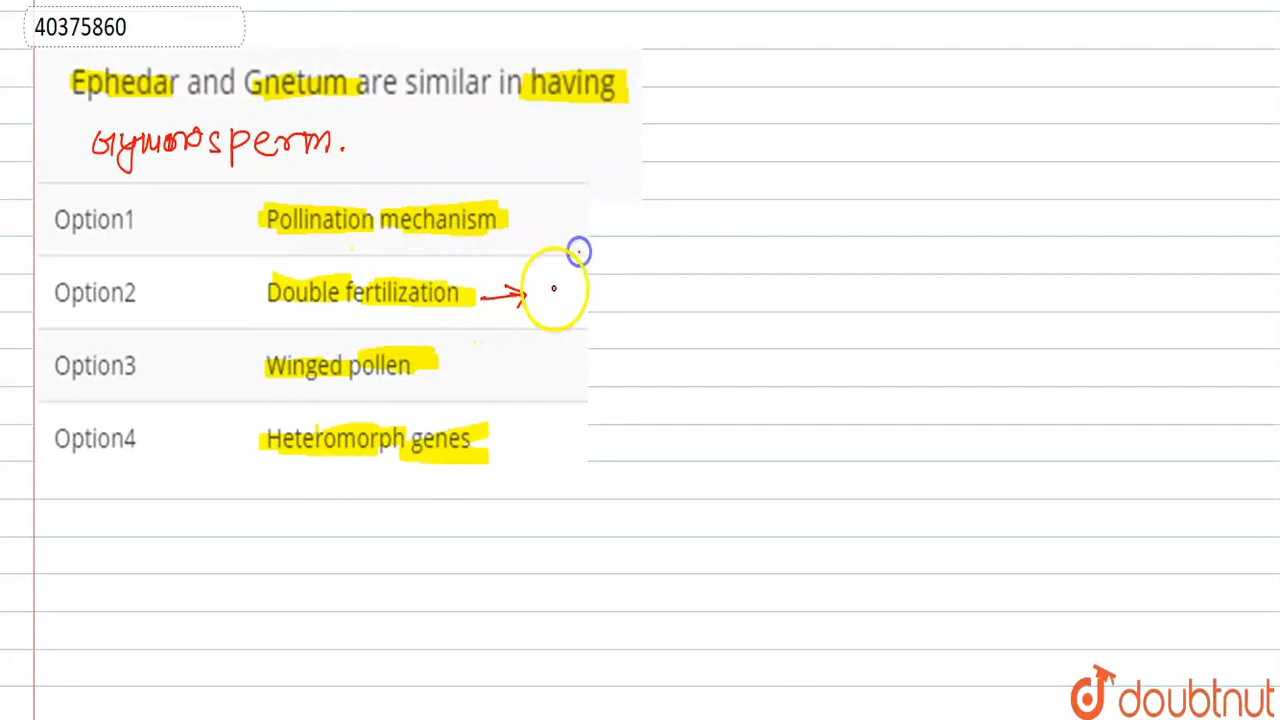 40375860
Ephedar and Gnetum are similar in having
Gymnosperm.
Option1 Pollination mechanism
Option2 Double fertilization
Option3 Winged pollen
Option4 Heteromorph genes
doubtnut